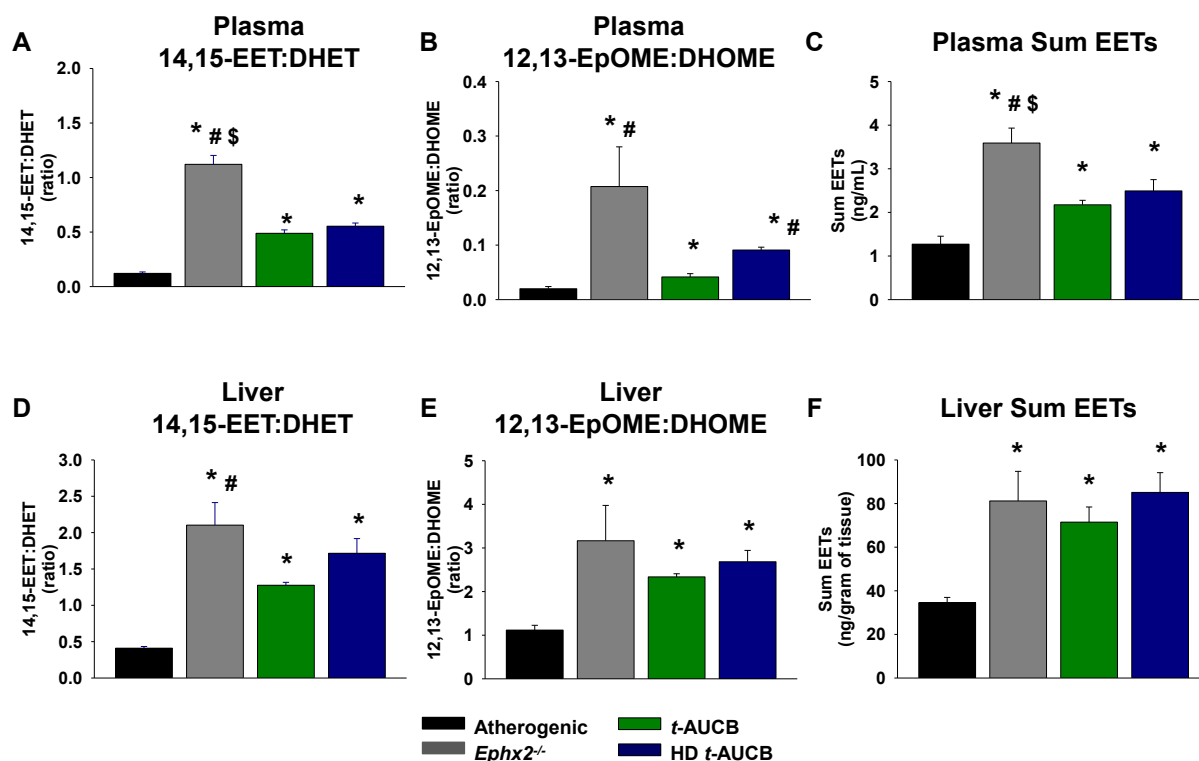 A
Plasma
14,15-EET:DHET
14,15-EET:DHET
(ratio)
2.0
1.5
1.0
0.5
0.0
* # $
*
*
B
Plasma
12,13-EpOME:DHOME
12,13-EpOME:DHOME
(ratio)
0.4
0.3
0.2
0.1
0.0
* #
*
* #
C
Plasma Sum EETs
Sum EETs
(ng/mL)
5
4
3
2
1
0
* # $
*
*
D
Liver
14,15-EET:DHET
14,15-EET:DHET
(ratio)
3.0
2.5
2.0
1.5
1.0
0.5
0.0
* #
*
*
E
Liver
12,13-EpOME:DHOME
12,13-EpOME:DHOME
(ratio)
5
4
3
2
1
0
*
*
*
F
Liver Sum EETs
Sum EETs
(ng/gram of tissue)
100
80
60
40
20
0
*
*
*
Atherogenic
Ephx2-/-
t-AUCB
HD t-AUCB